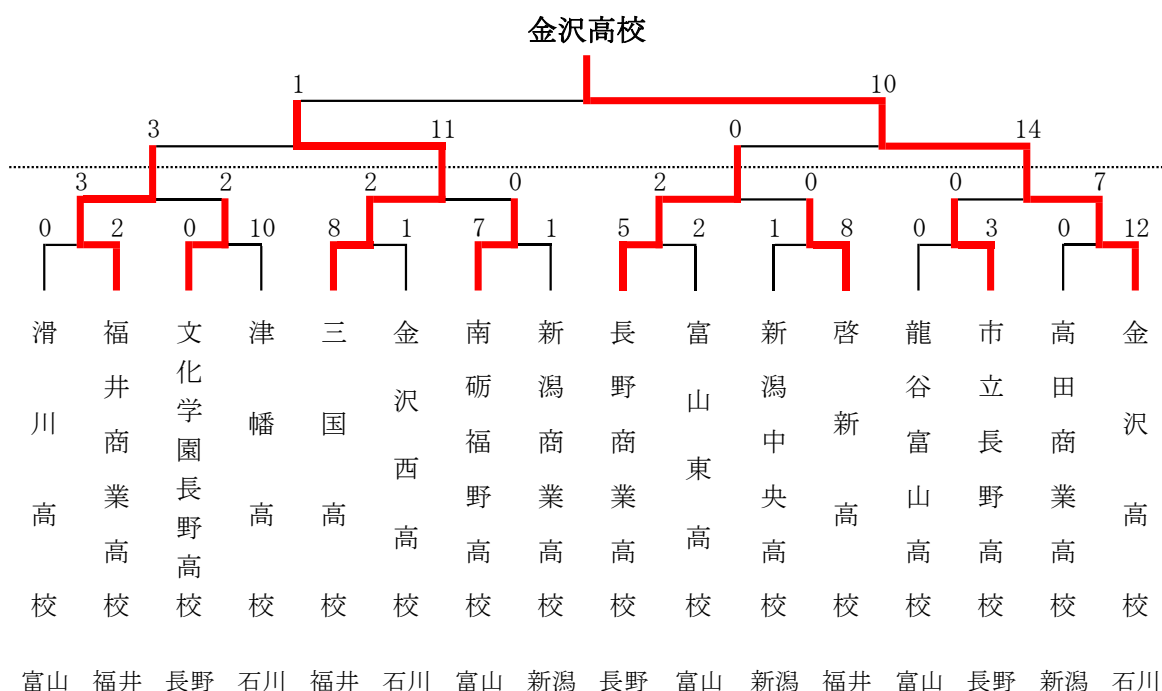 金沢高校
1 10
3 11 0 14
3 2 2 0 2 0 0 7
0 2 0 10 8 1 7 1 5 2 1 8 0 3 0 12
滑川高校
福井商業高校
文化学園長野高校
津幡高校
三国高校
金沢西高校
南砺福野高校
新潟商業高校
長野商業高校
富山東高校
新潟中央高校
啓新高校
龍谷富山高校
市立長野高校
高田商業高校
金沢高校
富山 福井 長野 石川 福井 石川 富山 新潟 長野 富山 新潟 福井 富山 長野 新潟 石川